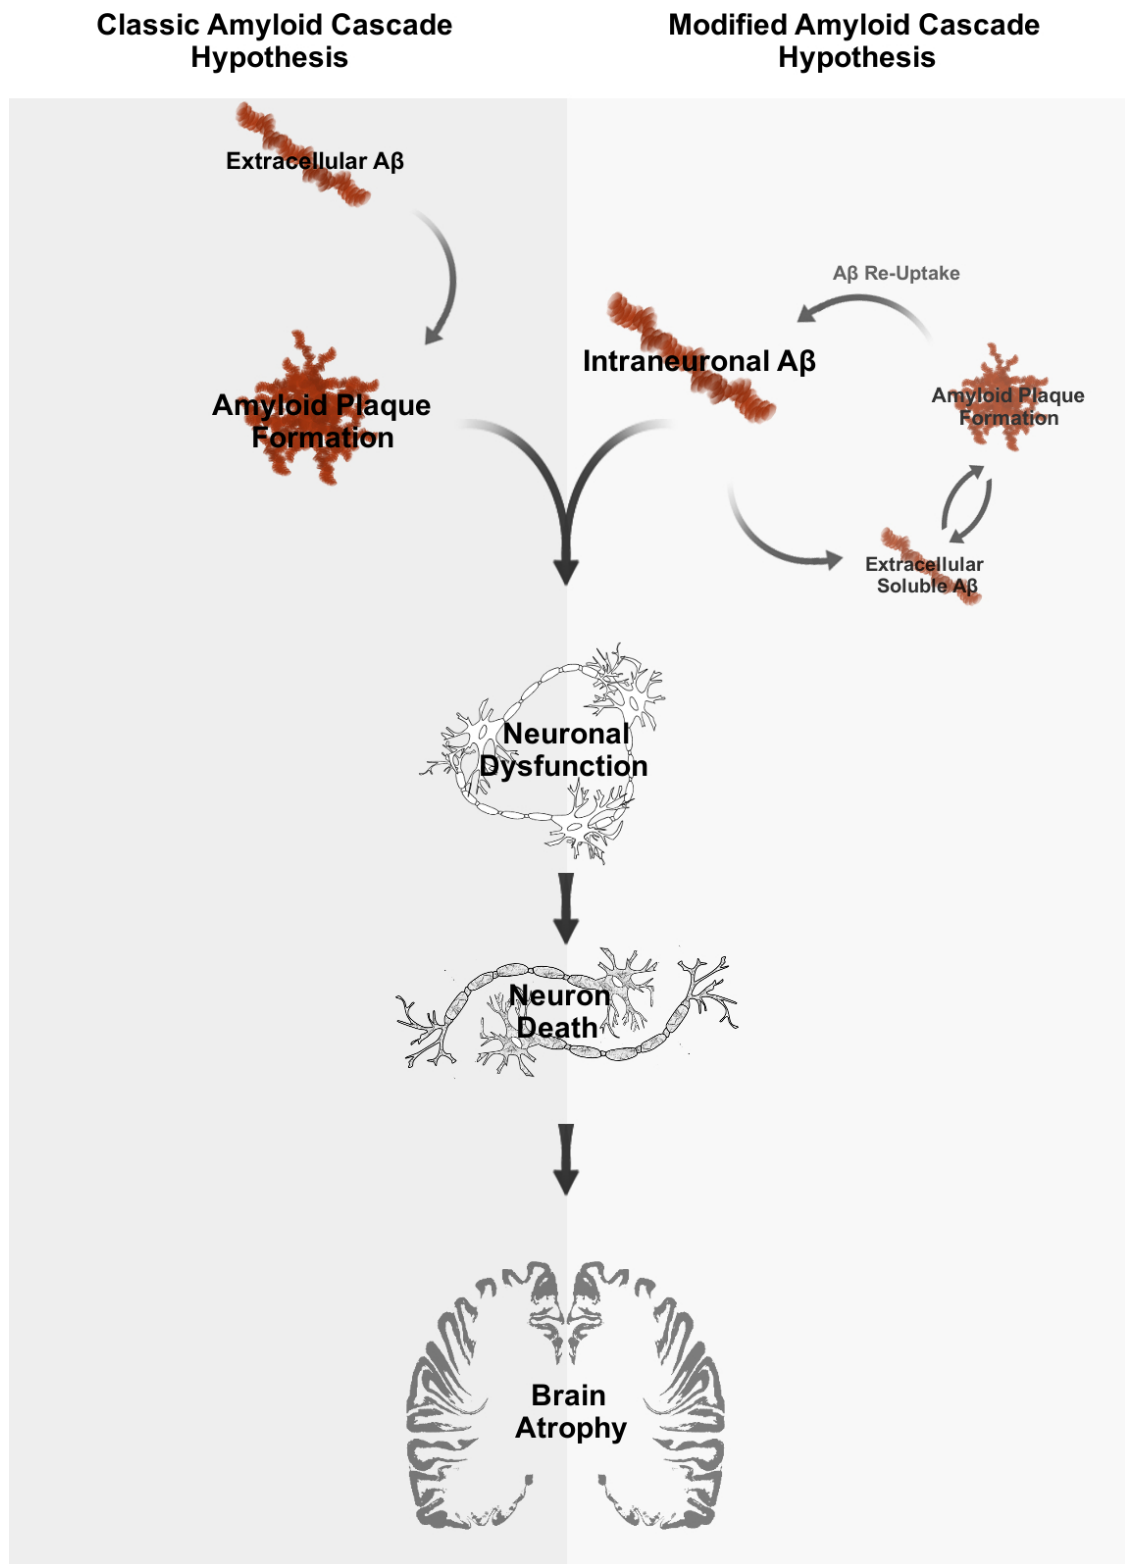 Classic Amyloid Cascade
Hypothesis
Modified Amyloid Cascade
Hypothesis
Extracellular Aβ
Amyloid Plaque
Formation
Aβ Re-Uptake
Intraneuronal Aβ
Amyloid Plaque
Formation
Extracellular
Soluble Aβ
Neuronal
Dysfunction
Neuron
Death
Brain
Atrophy